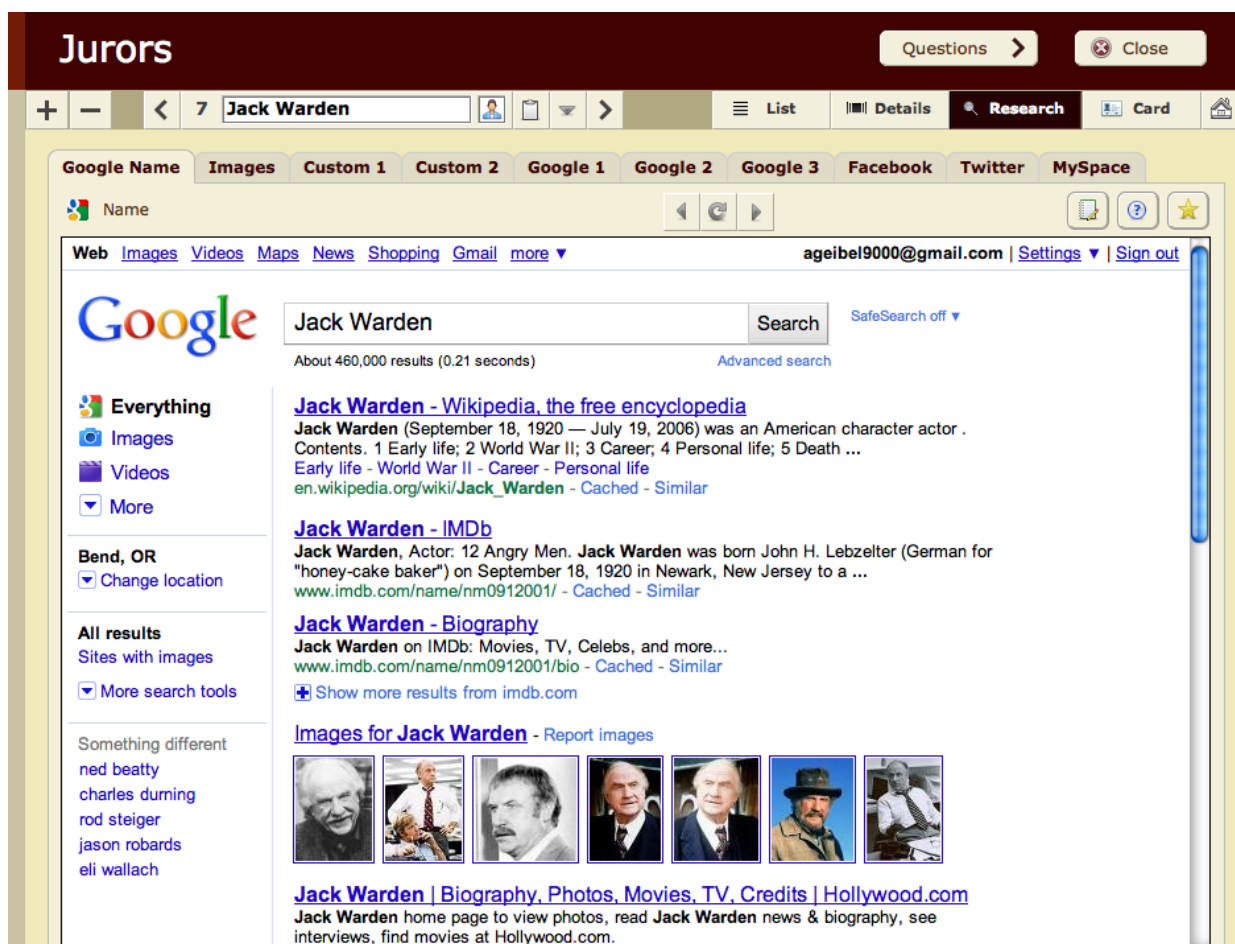 Jurors
Questions
Close
7 Jack Warden
List
Details
Research
Card
Google Name Images Custom 1 Custom 2 Google 1 Google 2 Google 3 Facebook Twitter MySpace
Name
Web Images Videos Maps News Shopping Gmail more ▼
ageibel9000@gmail.com | Settings ▼ | Sign out
Google
Jack Warden
Search
SafeSearch off ▼
About 460,000 results (0.21 seconds)
Advanced search
Everything
Images
Videos
More
Bend, OR
Change location
All results
Sites with images
More search tools
Something different
ned beatty
charles durning
rod steiger
jason robards
eli wallach
Jack Warden - Wikipedia, the free encyclopedia
Jack Warden (September 18, 1920 — July 19, 2006) was an American character actor .
Contents. 1 Early life; 2 World War II; 3 Career; 4 Personal life; 5 Death ...
Early life - World War II - Career - Personal life
en.wikipedia.org/wiki/Jack_Warden - Cached - Similar
Jack Warden - IMDb
Jack Warden, Actor: 12 Angry Men. Jack Warden was born John H. Lebzelter (German for
"honey-cake baker") on September 18, 1920 in Newark, New Jersey to a ...
www.imdb.com/name/nm0912001/ - Cached - Similar
Jack Warden - Biography
Jack Warden on IMDb: Movies, TV, Celebs, and more...
www.imdb.com/name/nm0912001/bio - Cached - Similar
Show more results from imdb.com
Images for Jack Warden - Report images
Jack Warden | Biography, Photos, Movies, TV, Credits | Hollywood.com
Jack Warden home page to view photos, read Jack Warden news & biography, see
interviews, find movies at Hollywood.com.